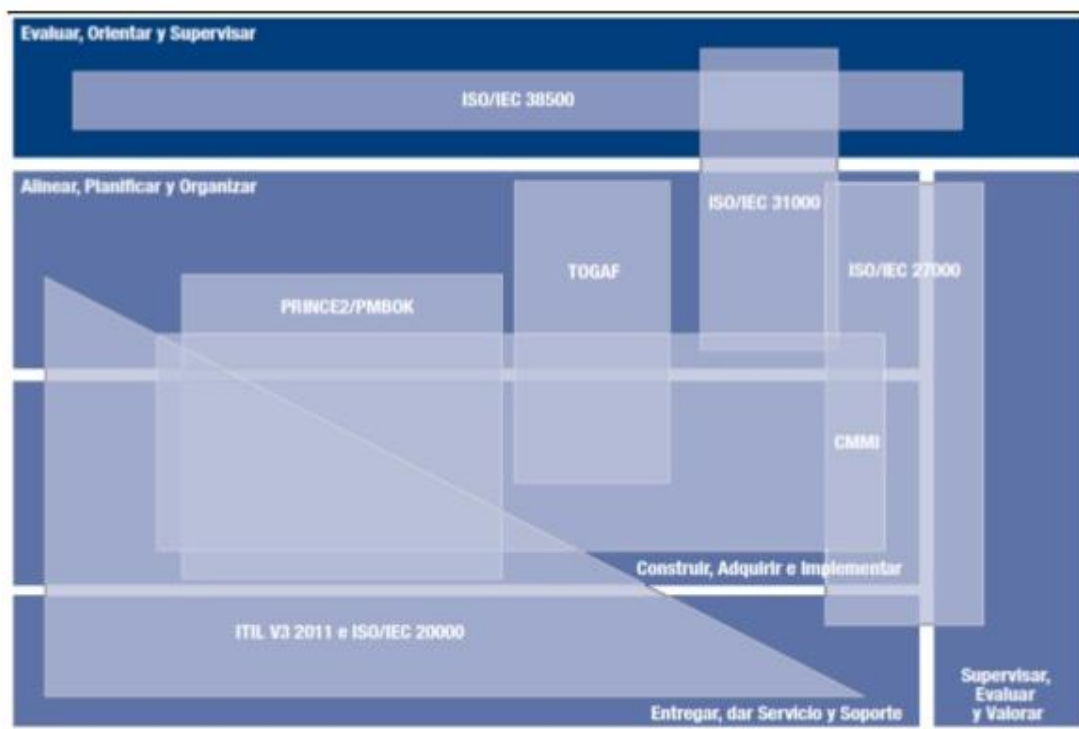 Evaluar, Orientar y Supervisar
ISO/IEC 38500
Alinear, Planificar y Organizar
ISO/IEC 31000
TOGAF
ISO/IEC 27000
PRINCE2/PMBOK
CMMI
Construir, Adquirir e Implementar
ITIL V3 2011 e ISO/IEC 20000
Entregar, dar Servicio y Soporte
Supervisar,
Evaluar
y Valorar